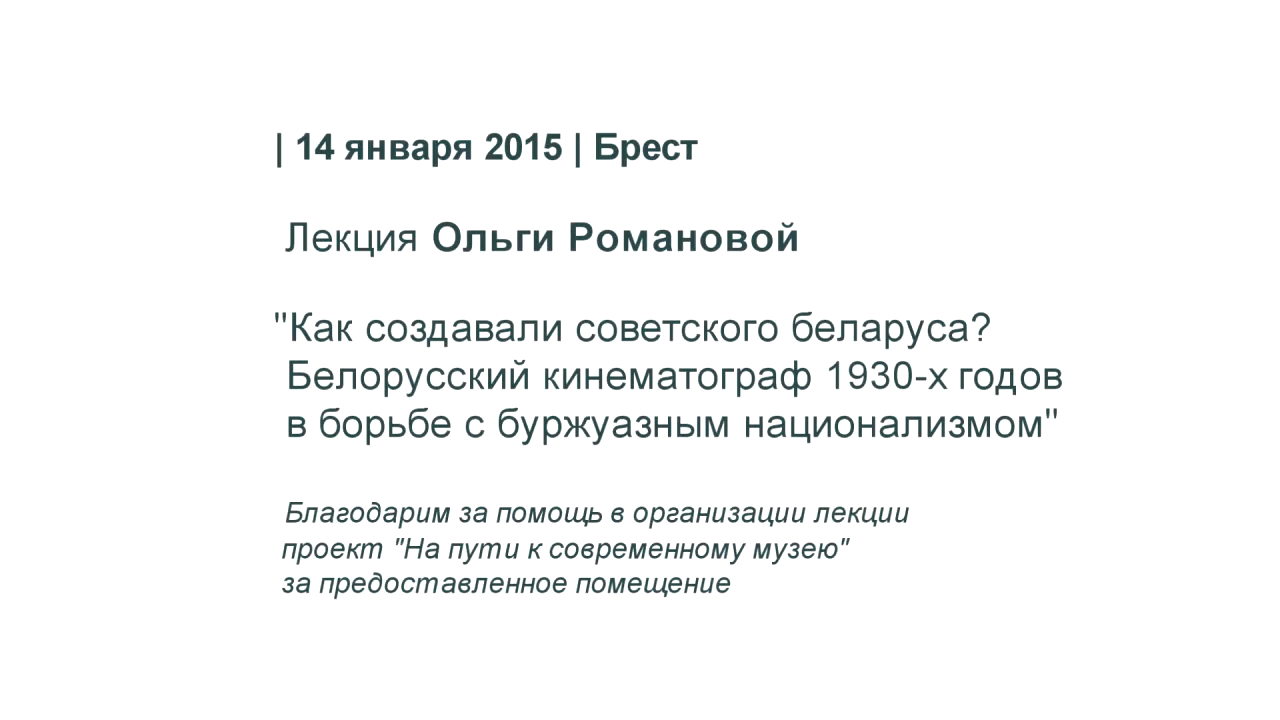 | 14 января 2015 | Брест
Лекция Ольги Романовой
"Как создавали советского беларуса?
Белорусский кинематограф 1930-х годов
в борьбе с буржуазным национализмом"
Благодарим за помощь в организации лекции
проект "На пути к современному музею"
за предоставленное помещение